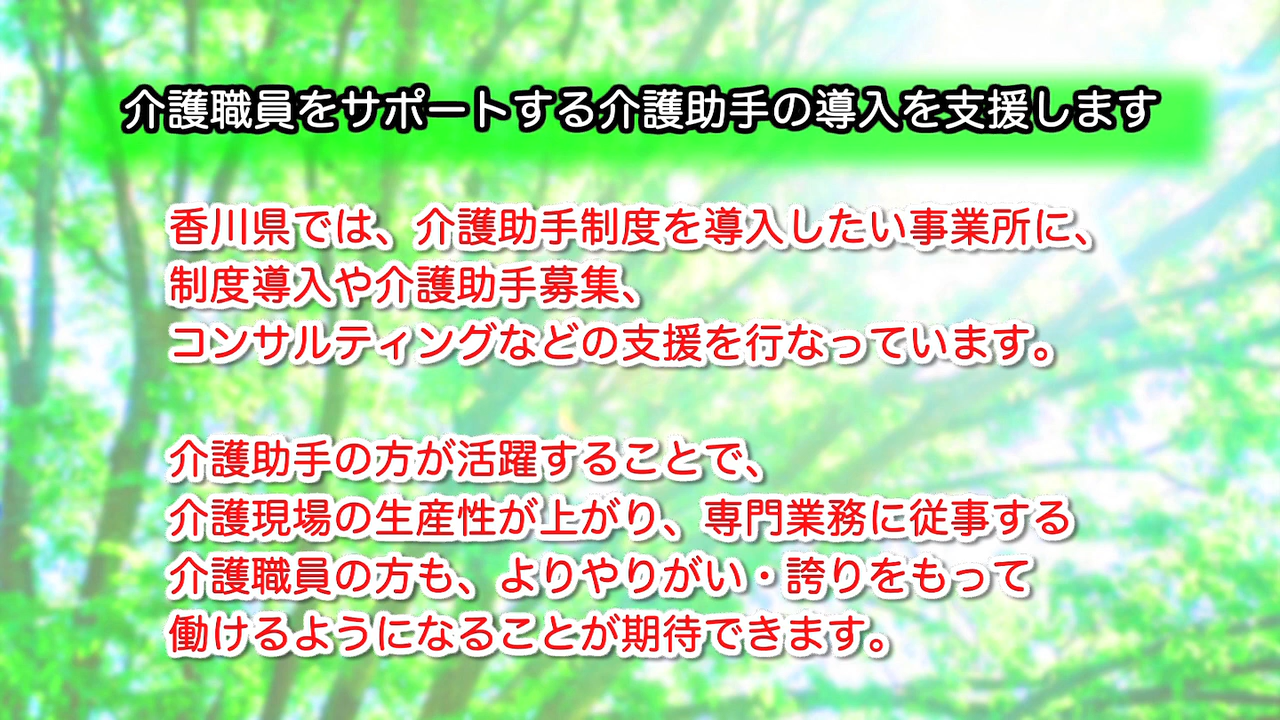 介護職員をサポートする介護助手の導入を支援します
香川県では、介護助手制度を導入したい事業所に、
制度導入や介護助手募集、
コンサルティングなどの支援を行なっています。
介護助手の方が活躍することで、
介護現場の生産性が上がり、専門業務に従事する
介護職員の方も、よりやりがい・誇りをもって
働けるようになることが期待できます。